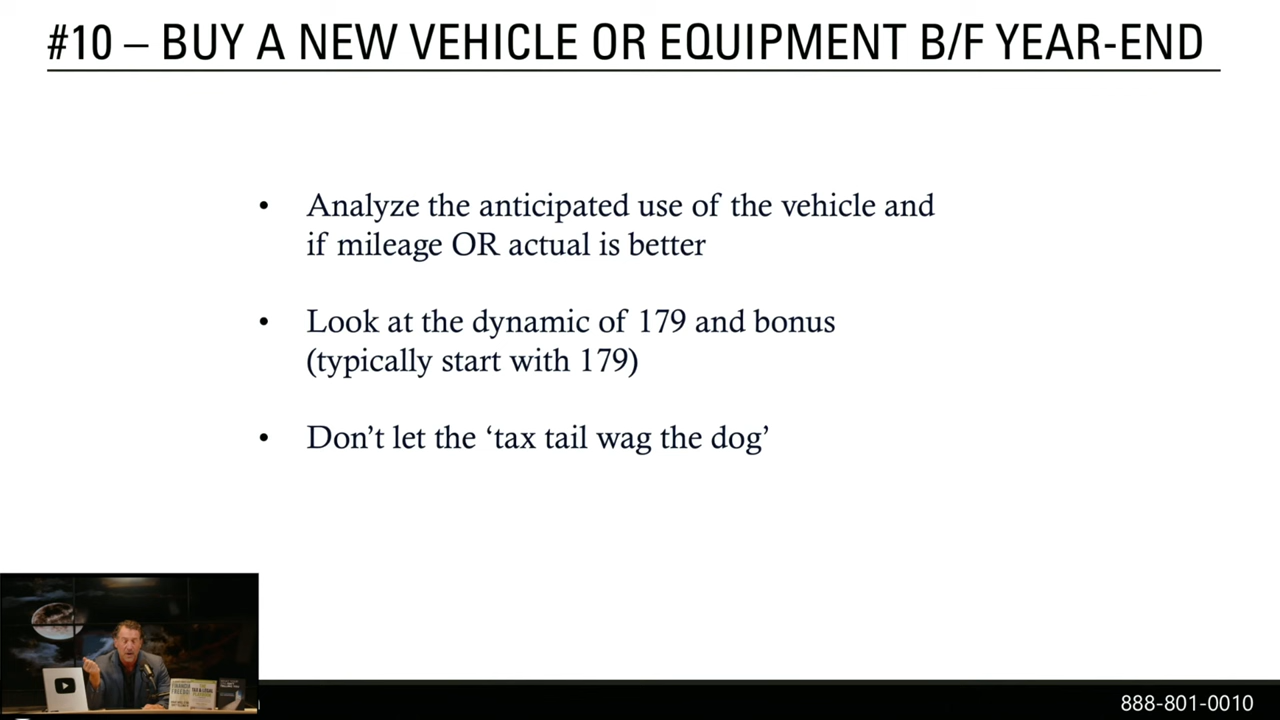 #10 – BUY A NEW VEHICLE OR EQUIPMENT B/F YEAR-END
• Analyze the anticipated use of the vehicle and
if mileage OR actual is better
• Look at the dynamic of 179 and bonus
(typically start with 179)
• Don’t let the ‘tax tail wag the dog’
888-801-0010